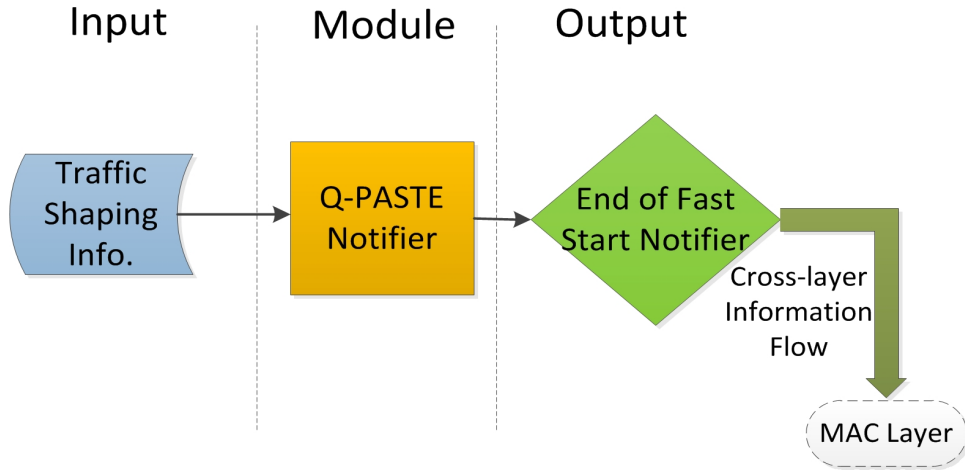 Input
Module
Output
Traffic
Shaping
Info.
Q-PASTE
Notifier
End of Fast
Start Notifier
Cross-layer
Information
Flow
MAC Layer